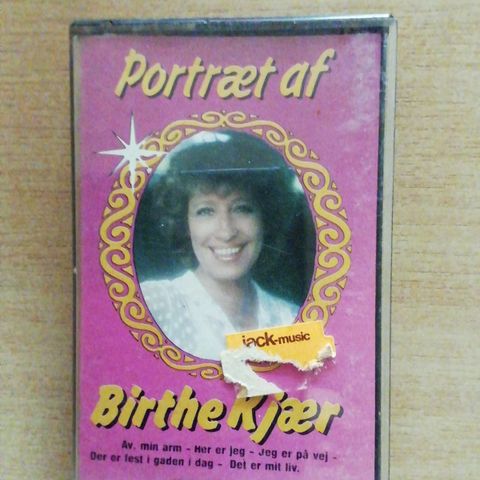 Portræt af
jack-music
Birthe Kjær
Av, min arm - Her er jeg - Jeg er på vej -
Der er fest i gaden i dag - Det er mit liv.